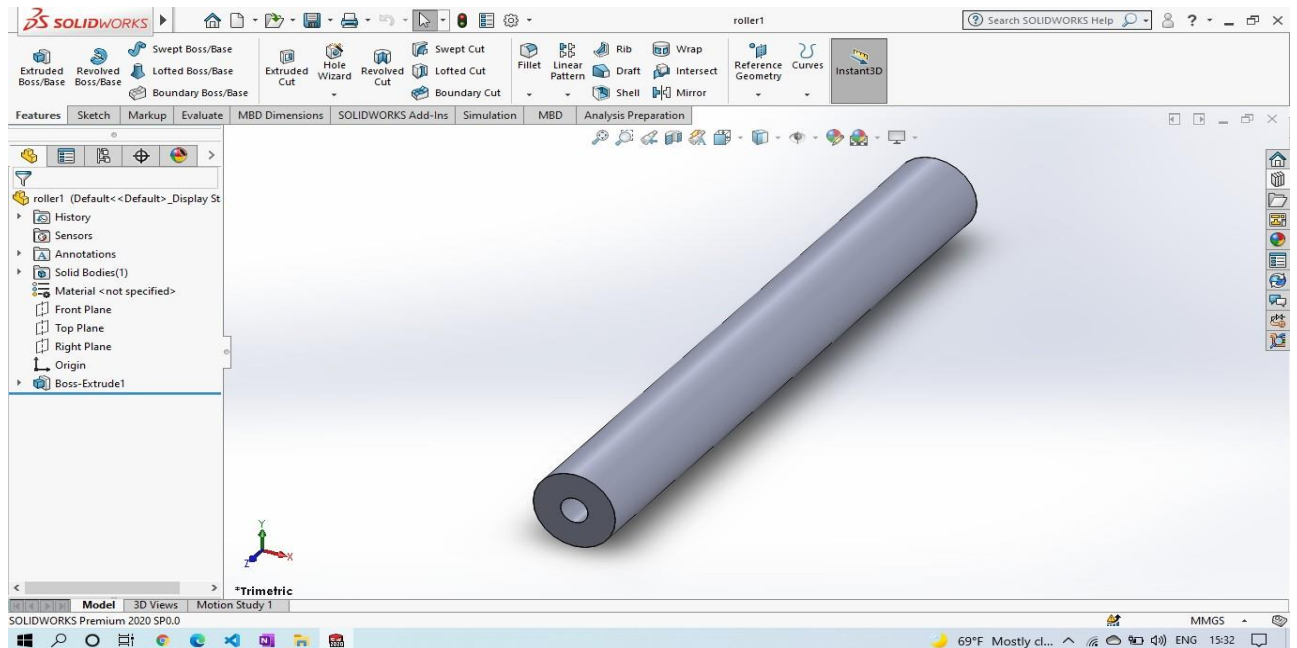 SOLIDWORKS
roller1
Search SOLIDWORKS Help
?
Extruded Boss/Base
Revolved Boss/Base
Swept Boss/Base
Lofted Boss/Base
Boundary Boss/Base
Extruded Cut
Hole Wizard
Revolved Cut
Swept Cut
Lofted Cut
Boundary Cut
Fillet
Linear Pattern
Rib
Draft
Shell
Wrap
Intersect
Mirror
Reference Geometry
Curves
Instant3D
Features Sketch Markup Evaluate MBD Dimensions SOLIDWORKS Add-Ins Simulation MBD Analysis Preparation
roller1 (Default<<Default>_Display St
History
Sensors
A Annotations
Solid Bodies(1)
Material <not specified>
Front Plane
Top Plane
Right Plane
Origin
Boss-Extrude1
Y
X
Z
*Trimetric
Model 3D Views Motion Study 1
SOLIDWORKS Premium 2020 SP0.0
MMGS
69°F Mostly cl... ENG 15:32